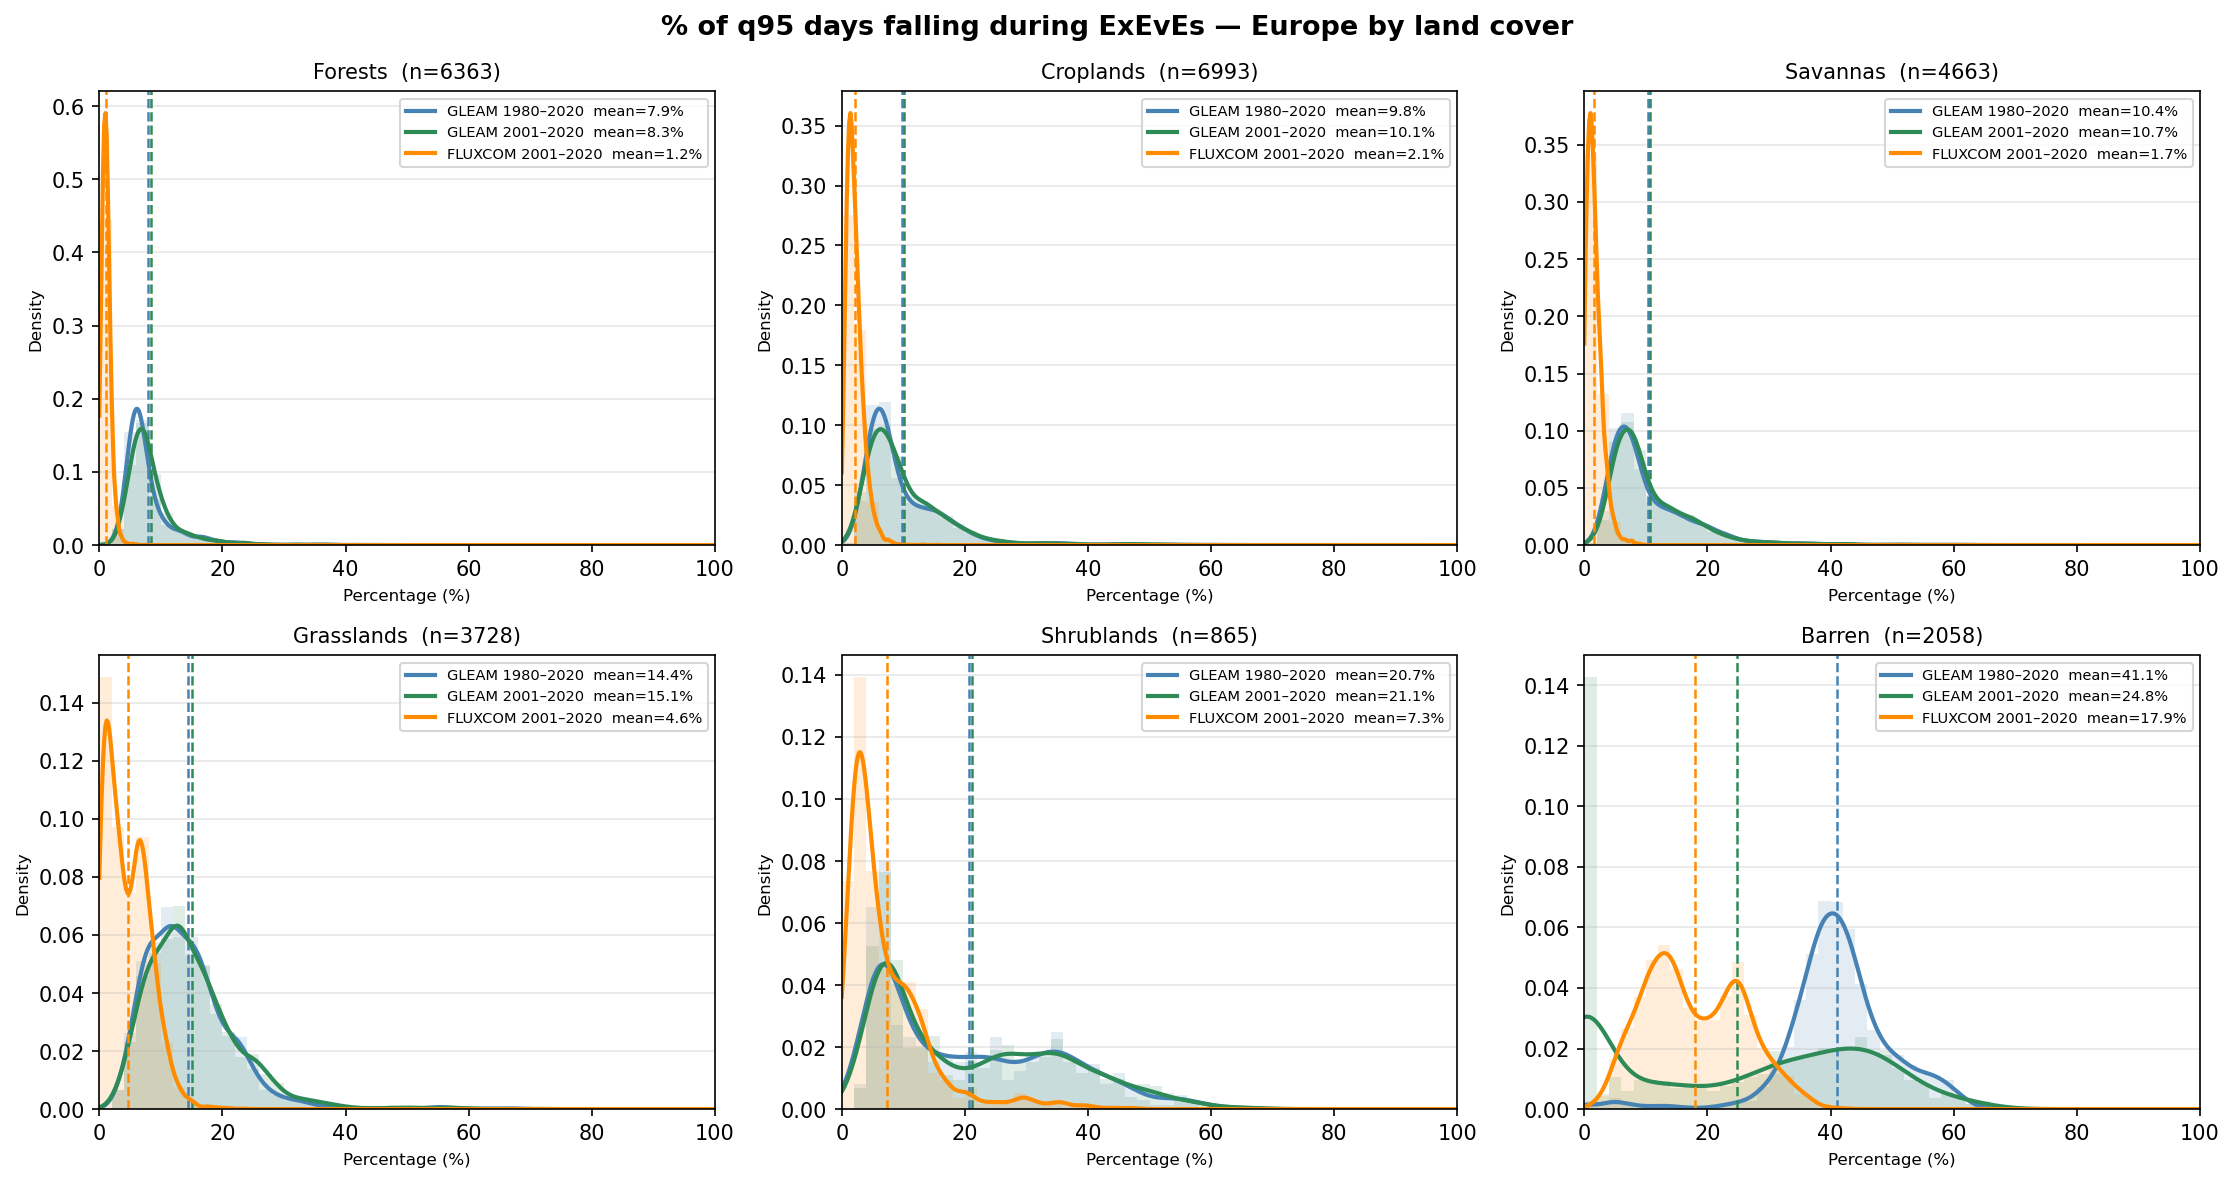 % of q95 days falling during ExEvEs — Europe by land cover
Forests (n=6363)
GLEAM 1980–2020 mean=7.9%
GLEAM 2001–2020 mean=8.3%
FLUXCOM 2001–2020 mean=1.2%
Density
0.6
0.5
0.4
0.3
0.2
0.1
0.0
0 20 40 60 80 100
Percentage (%)
Croplands (n=6993)
GLEAM 1980–2020 mean=9.8%
GLEAM 2001–2020 mean=10.1%
FLUXCOM 2001–2020 mean=2.1%
Density
0.35
0.30
0.25
0.20
0.15
0.10
0.05
0.00
0 20 40 60 80 100
Percentage (%)
Savannas (n=4663)
GLEAM 1980–2020 mean=10.4%
GLEAM 2001–2020 mean=10.7%
FLUXCOM 2001–2020 mean=1.7%
Density
0.35
0.30
0.25
0.20
0.15
0.10
0.05
0.00
0 20 40 60 80 100
Percentage (%)
Grasslands (n=3728)
GLEAM 1980–2020 mean=14.4%
GLEAM 2001–2020 mean=15.1%
FLUXCOM 2001–2020 mean=4.6%
Density
0.14
0.12
0.10
0.08
0.06
0.04
0.02
0.00
0 20 40 60 80 100
Percentage (%)
Shrublands (n=865)
GLEAM 1980–2020 mean=20.7%
GLEAM 2001–2020 mean=21.1%
FLUXCOM 2001–2020 mean=7.3%
Density
0.14
0.12
0.10
0.08
0.06
0.04
0.02
0.00
0 20 40 60 80 100
Percentage (%)
Barren (n=2058)
GLEAM 1980–2020 mean=41.1%
GLEAM 2001–2020 mean=24.8%
FLUXCOM 2001–2020 mean=17.9%
Density
0.14
0.12
0.10
0.08
0.06
0.04
0.02
0.00
0 20 40 60 80 100
Percentage (%)